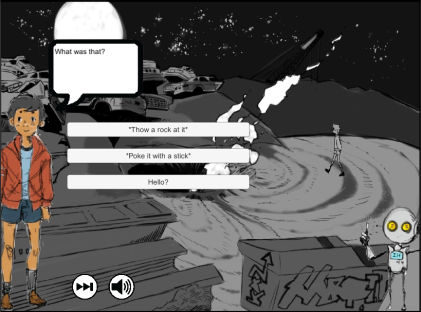 What was that?
"Thow a rock at it"
"Poke it with a stick"
Hello?